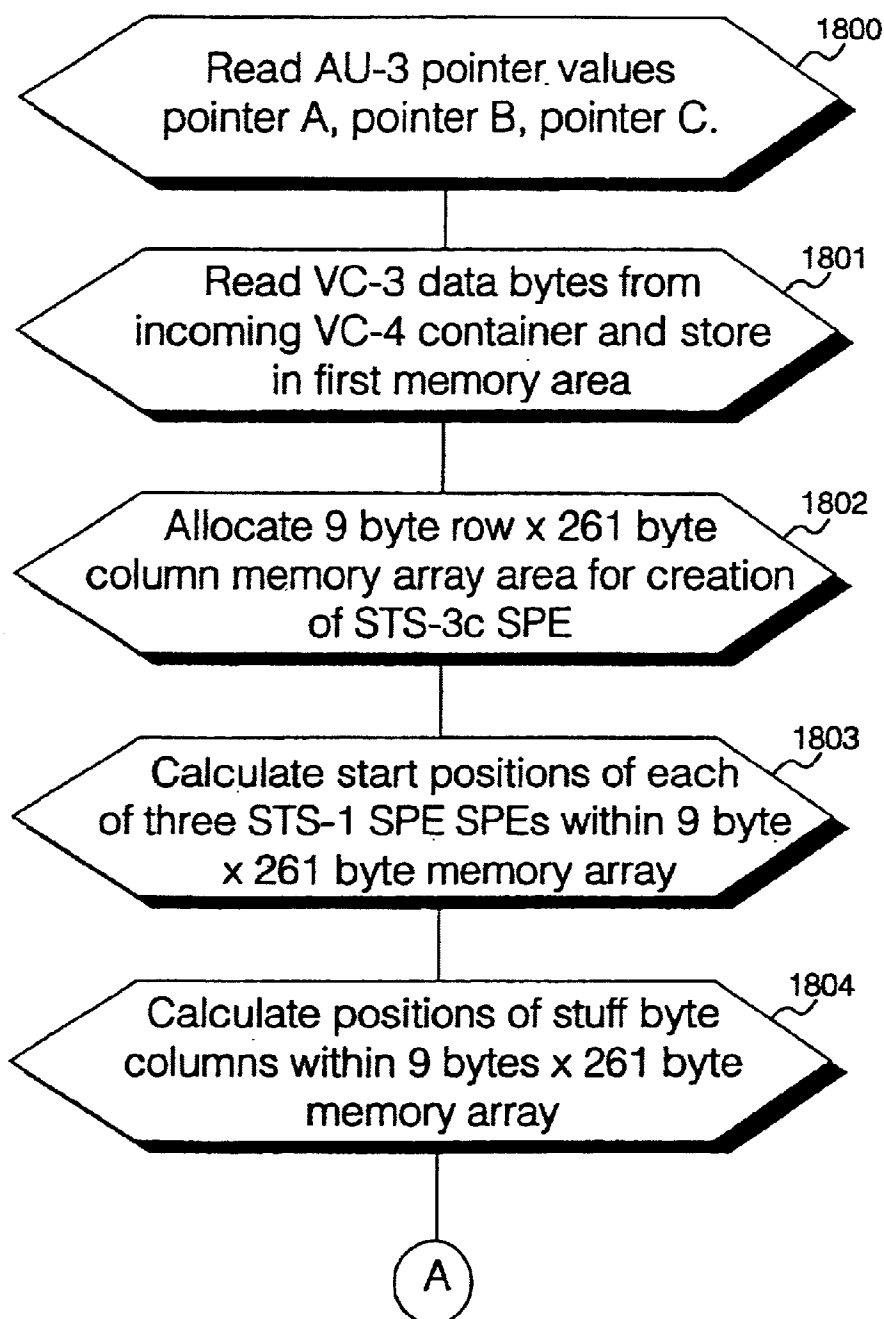 1800
Read AU-3 pointer values
pointer A, pointer B, pointer C.
1801
Read VC-3 data bytes from
incoming VC-4 container and store
in first memory area
1802
Allocate 9 byte row x 261 byte
column memory array area for creation
of STS-3c SPE
1803
Calculate start positions of each
of three STS-1 SPE SPEs within 9 byte
x 261 byte memory array
1804
Calculate positions of stuff byte
columns within 9 bytes x 261 byte
memory array
A